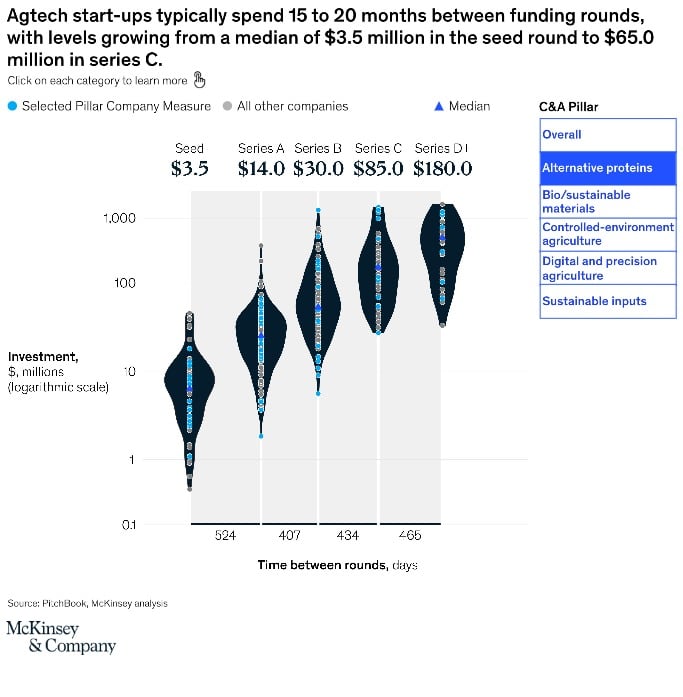 Agtech start-ups typically spend 15 to 20 months between funding rounds,
with levels growing from a median of $3.5 million in the seed round to $65.0
million in series C.
Click on each category to learn more
Selected Pillar Company Measure
All other companies
Median
C&A Pillar
Overall
Alternative proteins
Bio/sustainable
materials
Controlled-environment
agriculture
Digital and precision
agriculture
Sustainable inputs
Seed Series A Series B Series C Series D+
$3.5 $14.0 $30.0 $85.0 $180.0
1,000
100
Investment,
$, millions
(logarithmic scale)
10
1
0.1
524 407 434 465
Time between rounds, days
Source: PitchBook, McKinsey analysis
McKinsey
& Company